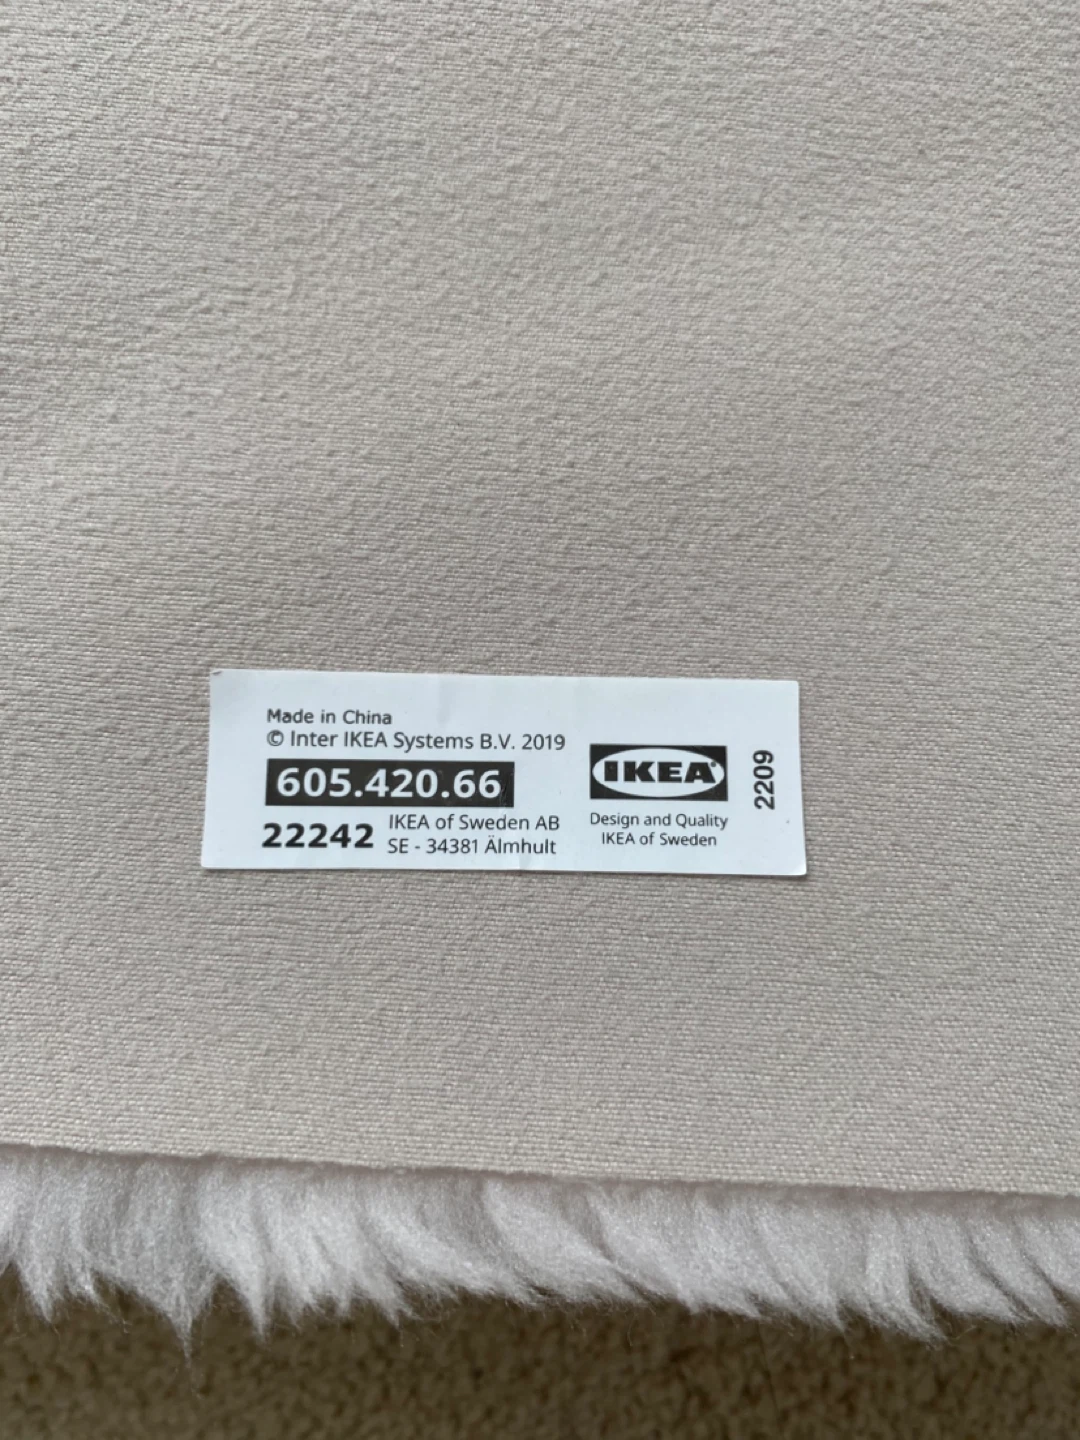 Made in China
© Inter IKEA Systems B.V. 2019
605.420.66
22242
IKEA of Sweden AB
SE - 34381 Älmhult
IKEA®
Design and Quality
IKEA of Sweden
2209